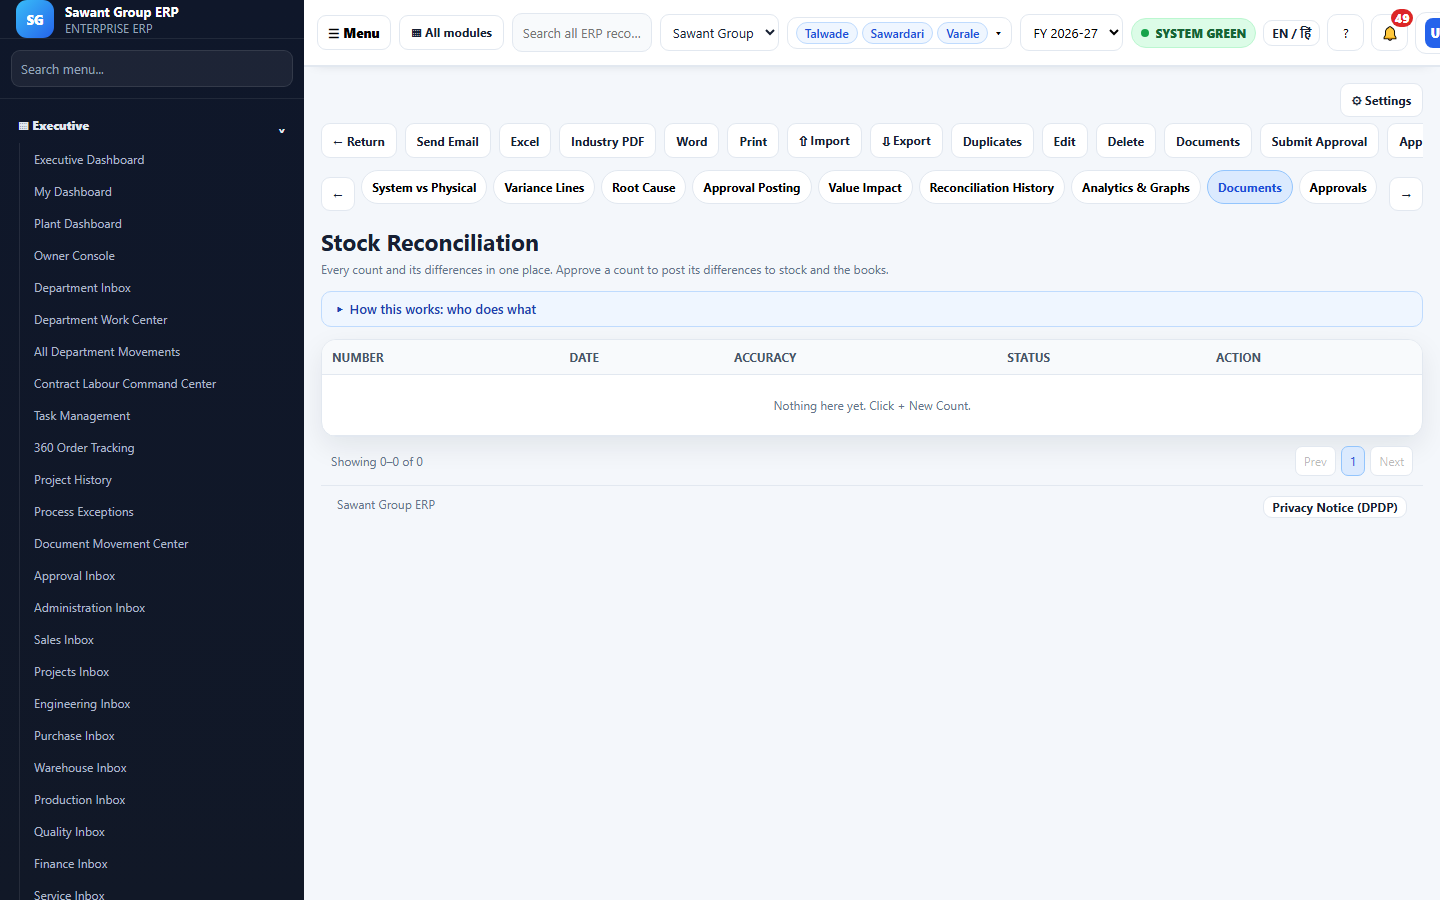 SG
Sawant Group ERP
ENTERPRISE ERP
Search menu...
Executive
Executive Dashboard
My Dashboard
Plant Dashboard
Owner Console
Department Inbox
Department Work Center
All Department Movements
Contract Labour Command Center
Task Management
360 Order Tracking
Project History
Process Exceptions
Document Movement Center
Approval Inbox
Administration Inbox
Sales Inbox
Projects Inbox
Engineering Inbox
Purchase Inbox
Warehouse Inbox
Production Inbox
Quality Inbox
Finance Inbox
Service Inbox
☰ Menu
All modules
Search all ERP reco...
Sawant Group
Talwade Sawardari Varale
FY 2026-27
SYSTEM GREEN
EN / हिं
?
49
U
⚙ Settings
← Return Send Email Excel Industry PDF Word Print ⇧ Import ⇩ Export Duplicates Edit Delete Documents Submit Approval App
← System vs Physical Variance Lines Root Cause Approval Posting Value Impact Reconciliation History Analytics & Graphs Documents Approvals →
Stock Reconciliation
Every count and its differences in one place. Approve a count to post its differences to stock and the books.
▸ How this works: who does what
NUMBER DATE ACCURACY STATUS ACTION
Nothing here yet. Click + New Count.
Showing 0–0 of 0
Prev 1 Next
Sawant Group ERP
Privacy Notice (DPDP)